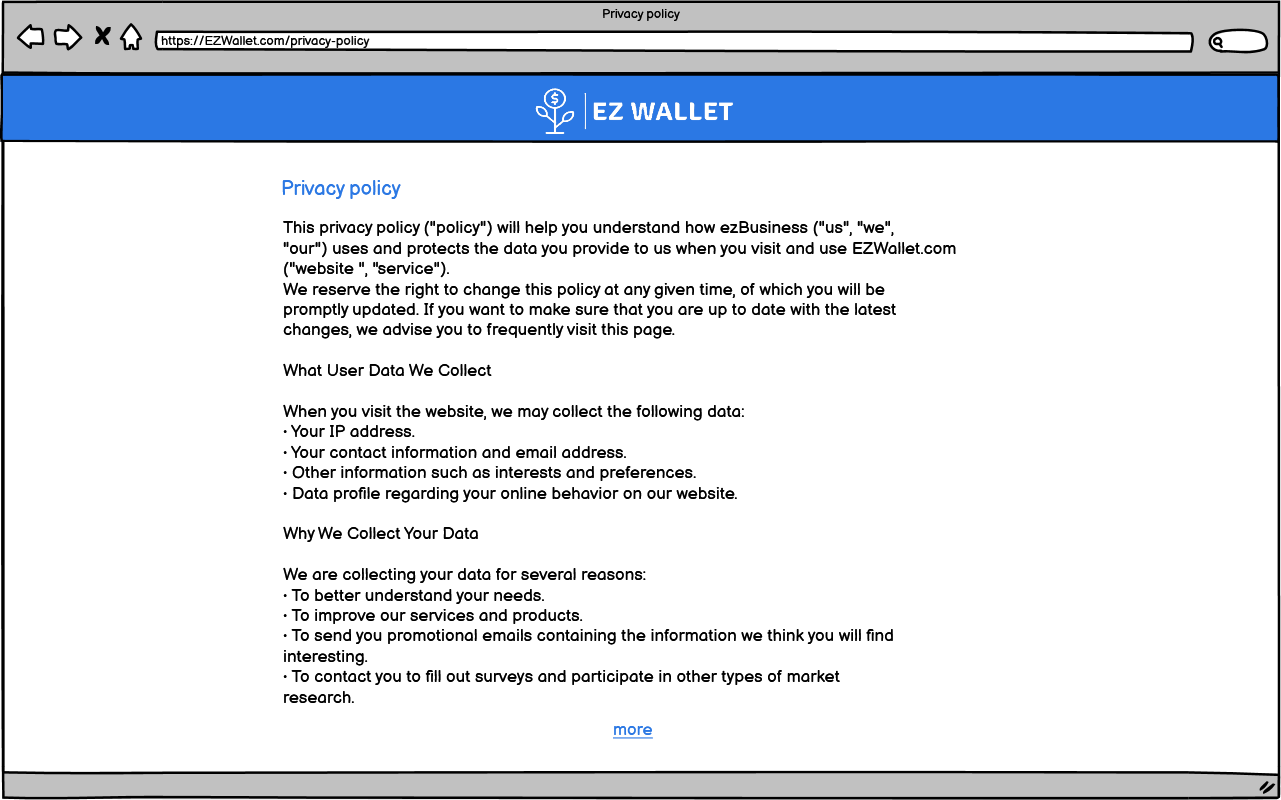 Privacy policy
https://EZWallet.com/privacy-policy
EZ WALLET
Privacy policy
This privacy policy ("policy") will help you understand how ezBusiness ("us", "we",
"our") uses and protects the data you provide to us when you visit and use EZWallet.com
("website ", "service").
We reserve the right to change this policy at any given time, of which you will be
promptly updated. If you want to make sure that you are up to date with the latest
changes, we advise you to frequently visit this page.
What User Data We Collect
When you visit the website, we may collect the following data:
• Your IP address.
• Your contact information and email address.
• Other information such as interests and preferences.
• Data profile regarding your online behavior on our website.
Why We Collect Your Data
We are collecting your data for several reasons:
• To better understand your needs.
• To improve our services and products.
• To send you promotional emails containing the information we think you will find
interesting.
• To contact you to fill out surveys and participate in other types of market
research.
more